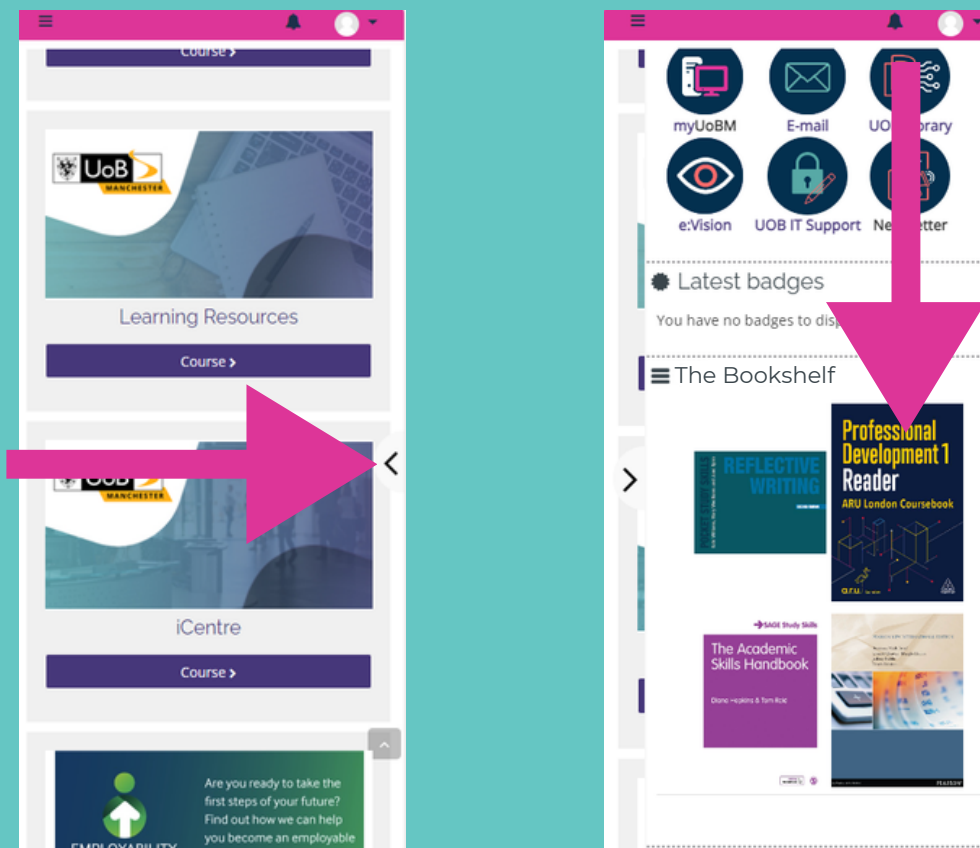 Course >
UoB
MANCHESTER
Learning Resources
Course >
UoB
MANCHESTER
iCentre
Course >
Are you ready to take the
first steps of your future?
Find out how we can help
you become an employable
EMPLOYABILITY
myUoBM
E-mail
e:Vision
UOB IT Support
Latest badges
You have no badges to
The Bookshelf
REFLECTIVE
WRITING
Professional
Development 1
Reader
ARU London Coursebook
a.r.u.
SAGE Study Skills
The Academic
Skills Handbook
Diana Hopkins & Tom Reid
PEARSON